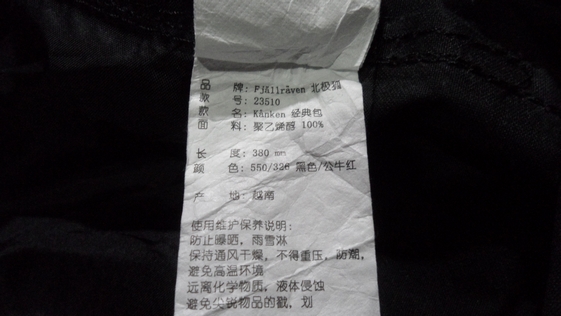 品 牌: Fjällräven 北极狐
款 号: 23510
款 名: Kånken 经典包
面 料: 聚乙烯醇 100%
长 度: 380 mm
颜 色: 550/326 黑色/公牛红
产 地: 越南
使用维护保养说明:
防止曝晒, 雨雪淋
保持通风干燥, 不得重压, 防潮,
避免高温环境
远离化学物质, 液体侵蚀
避免尖锐物品的戳, 划